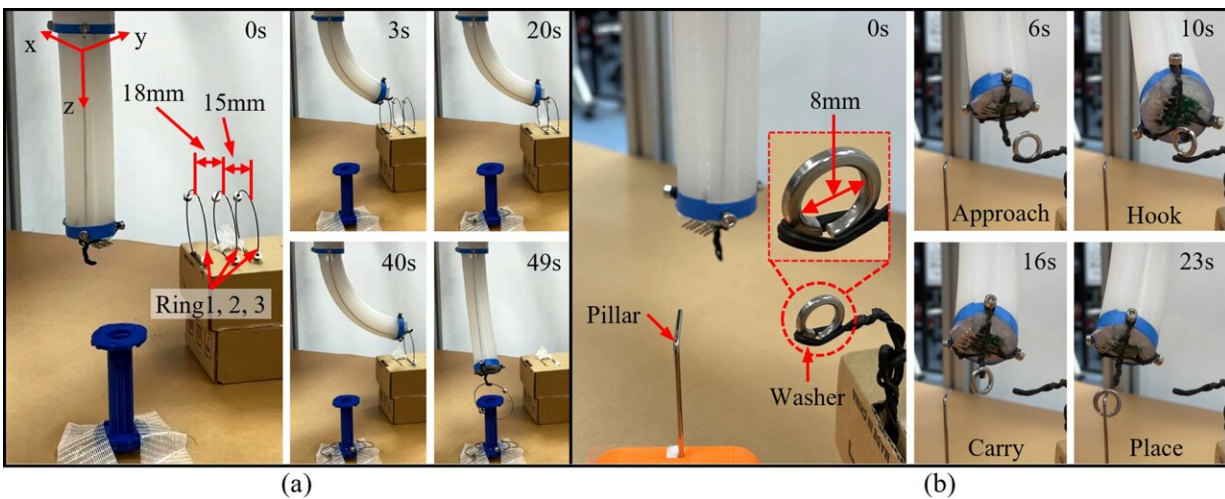 0s
x
y
z
18mm
15mm
Ring1, 2, 3
3s
20s
40s
49s
(a)
0s
8mm
Pillar
Washer
6s
Approach
10s
Hook
16s
Carry
23s
Place
(b)